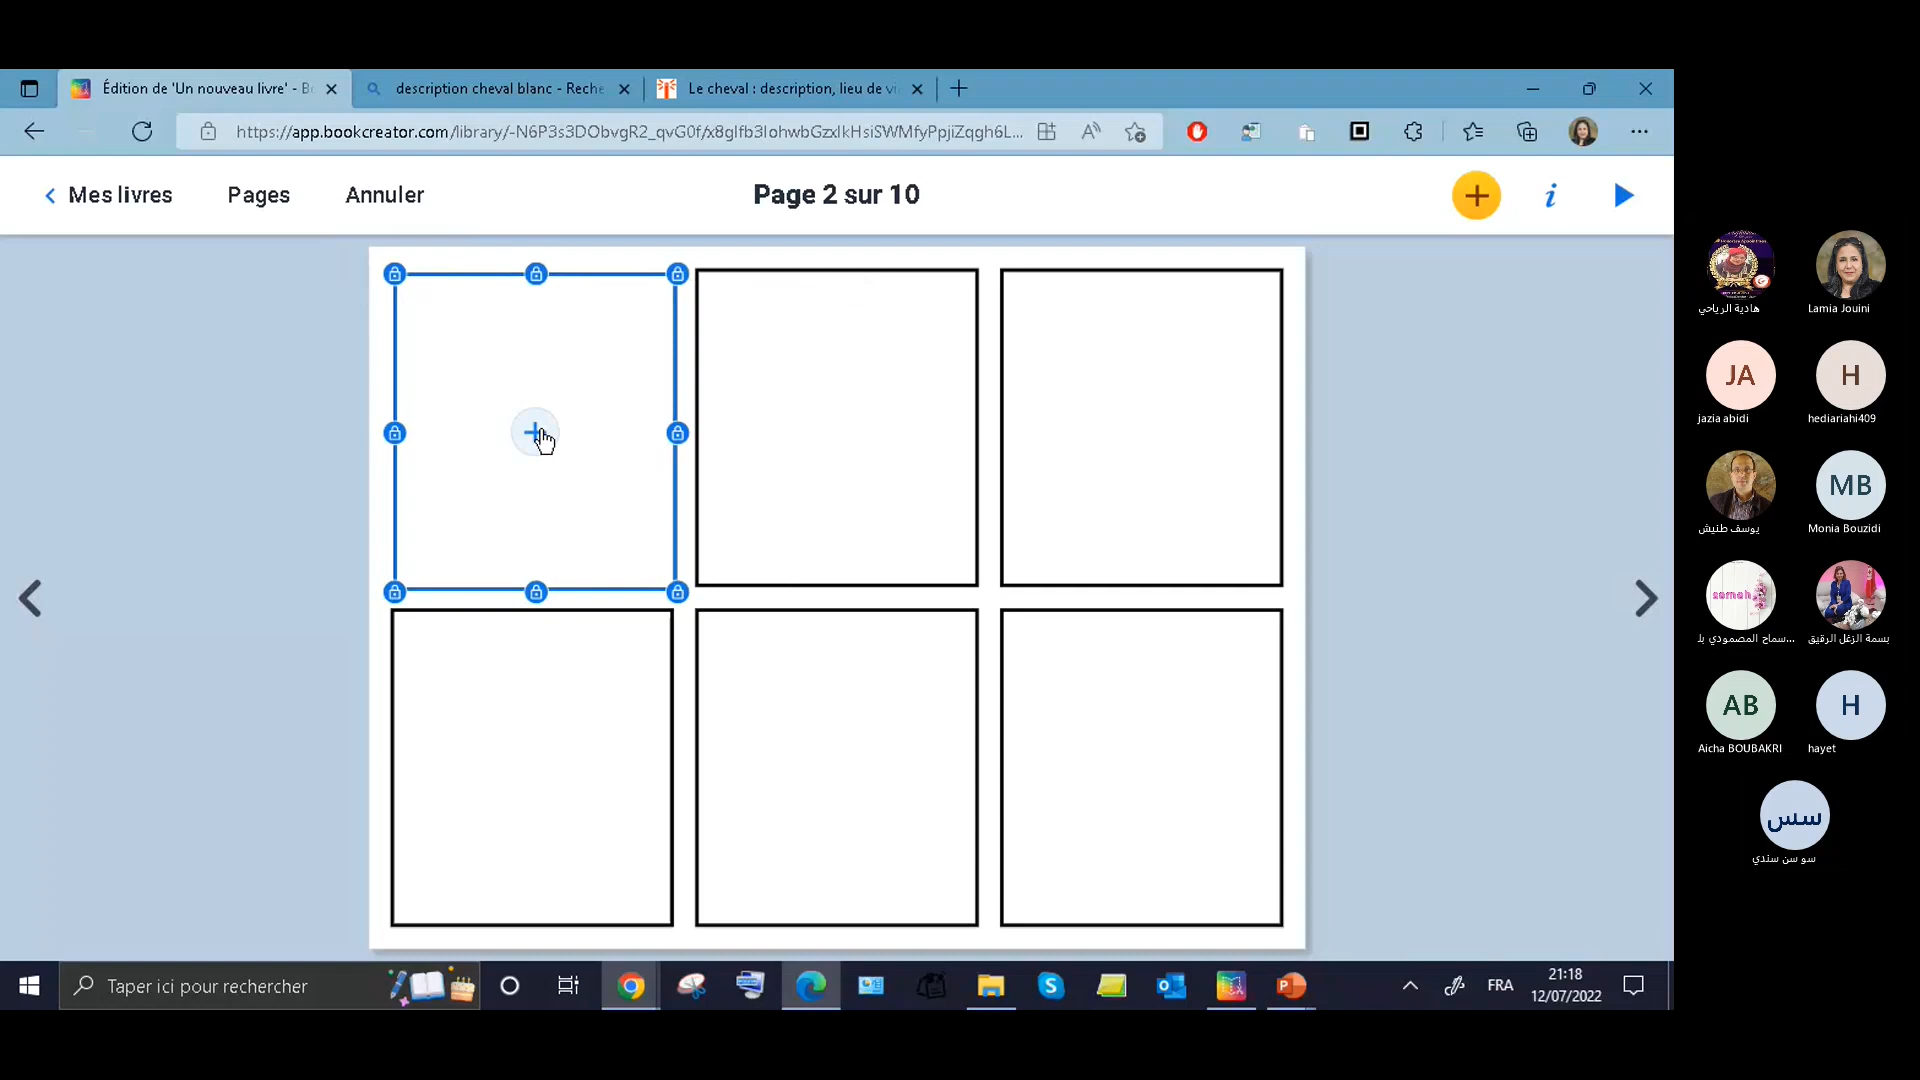 Édition de 'Un nouveau livre' - B
description cheval blanc - Reche
Le cheval : description, lieu de vi
https://app.bookcreator.com/library/-N6P3s3DObvgR2_qvG0f/x8glfb3IohwbGzxlkHsiSWMfyPpjiZqgh6L...
Mes livres
Pages
Annuler
Page 2 sur 10
هادية الرياحي
Lamia Jouini
JA
jazia abidi
H
hediariahi409
يوسف طنيش
MB
Monia Bouzidi
samah
سماح المصمودي بل...
بسمة الزغل الرقيق
AB
Aicha BOUBAKRI
H
hayet
سس
سو سن سندي
Taper ici pour rechercher
FRA
21:18
12/07/2022